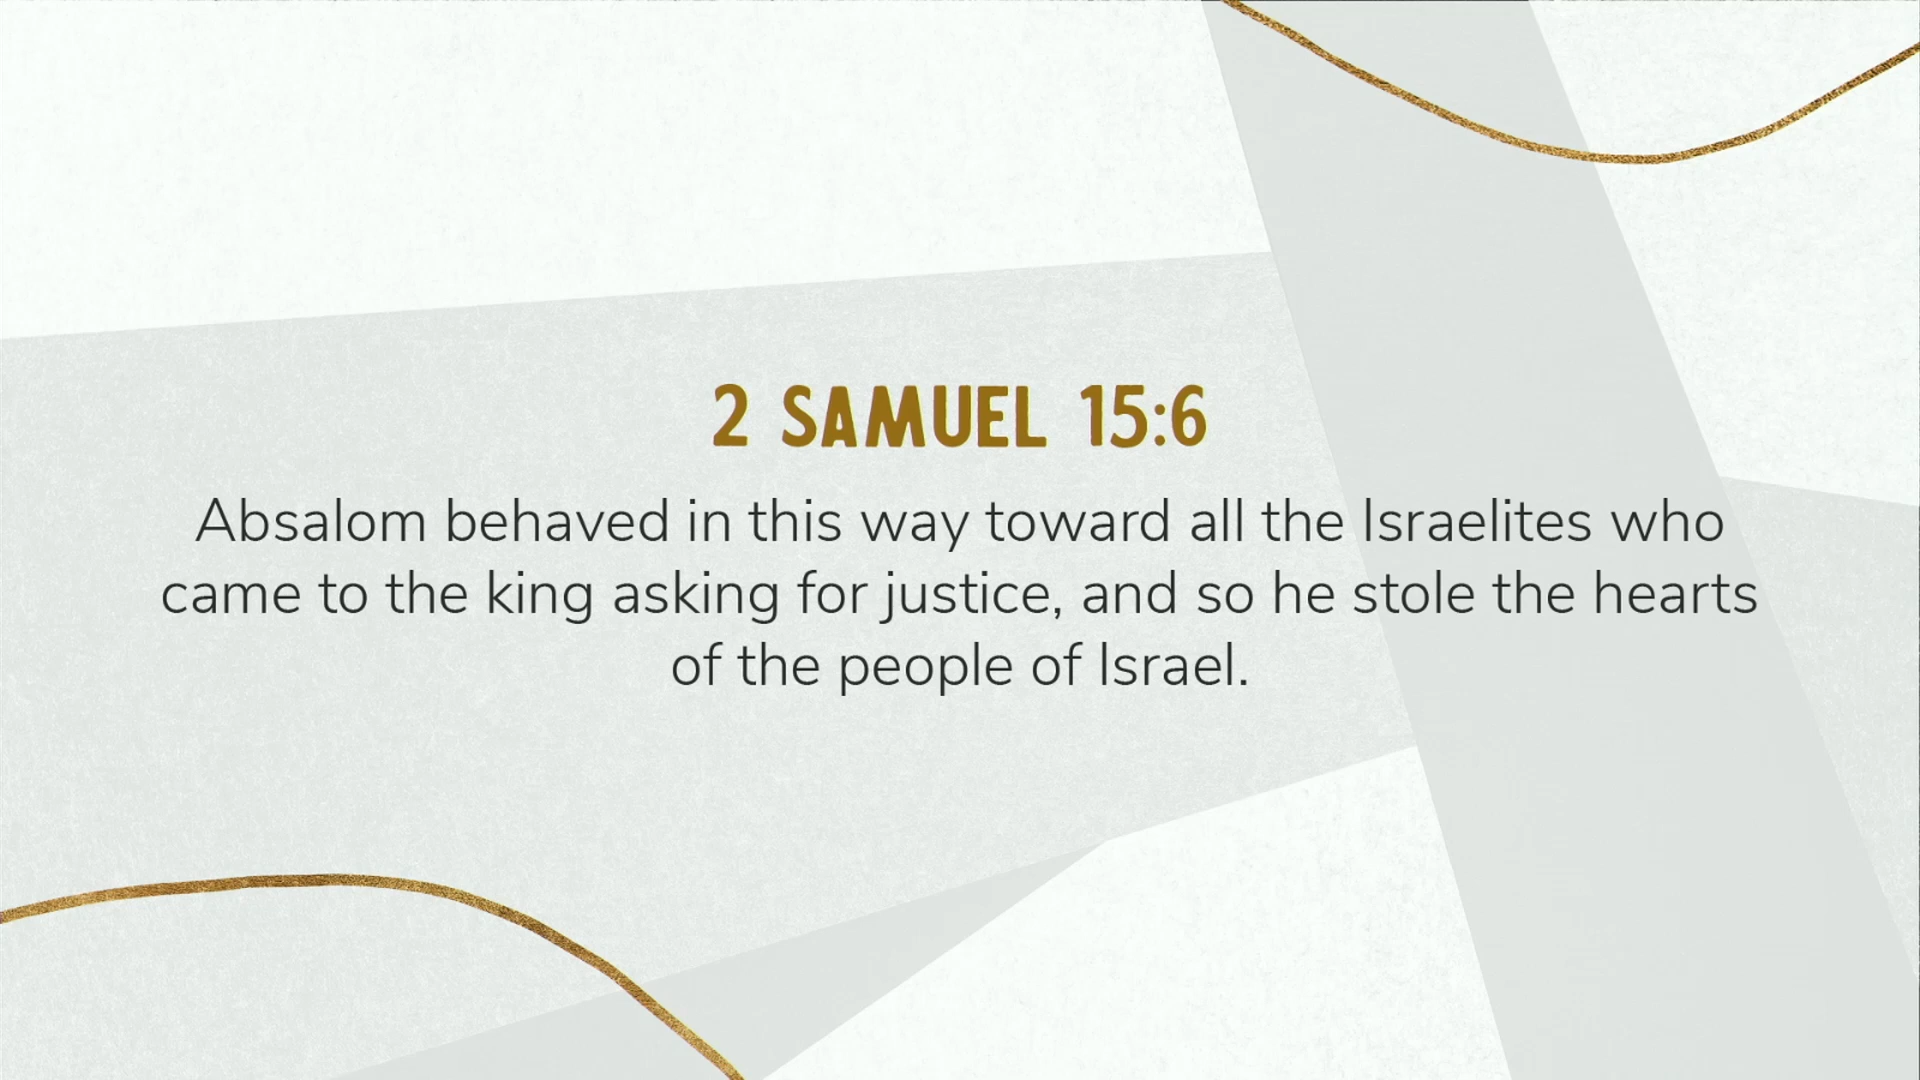 2 SAMUEL 15:6
Absalom behaved in this way toward all the Israelites who
came to the king asking for justice, and so he stole the hearts
of the people of Israel.